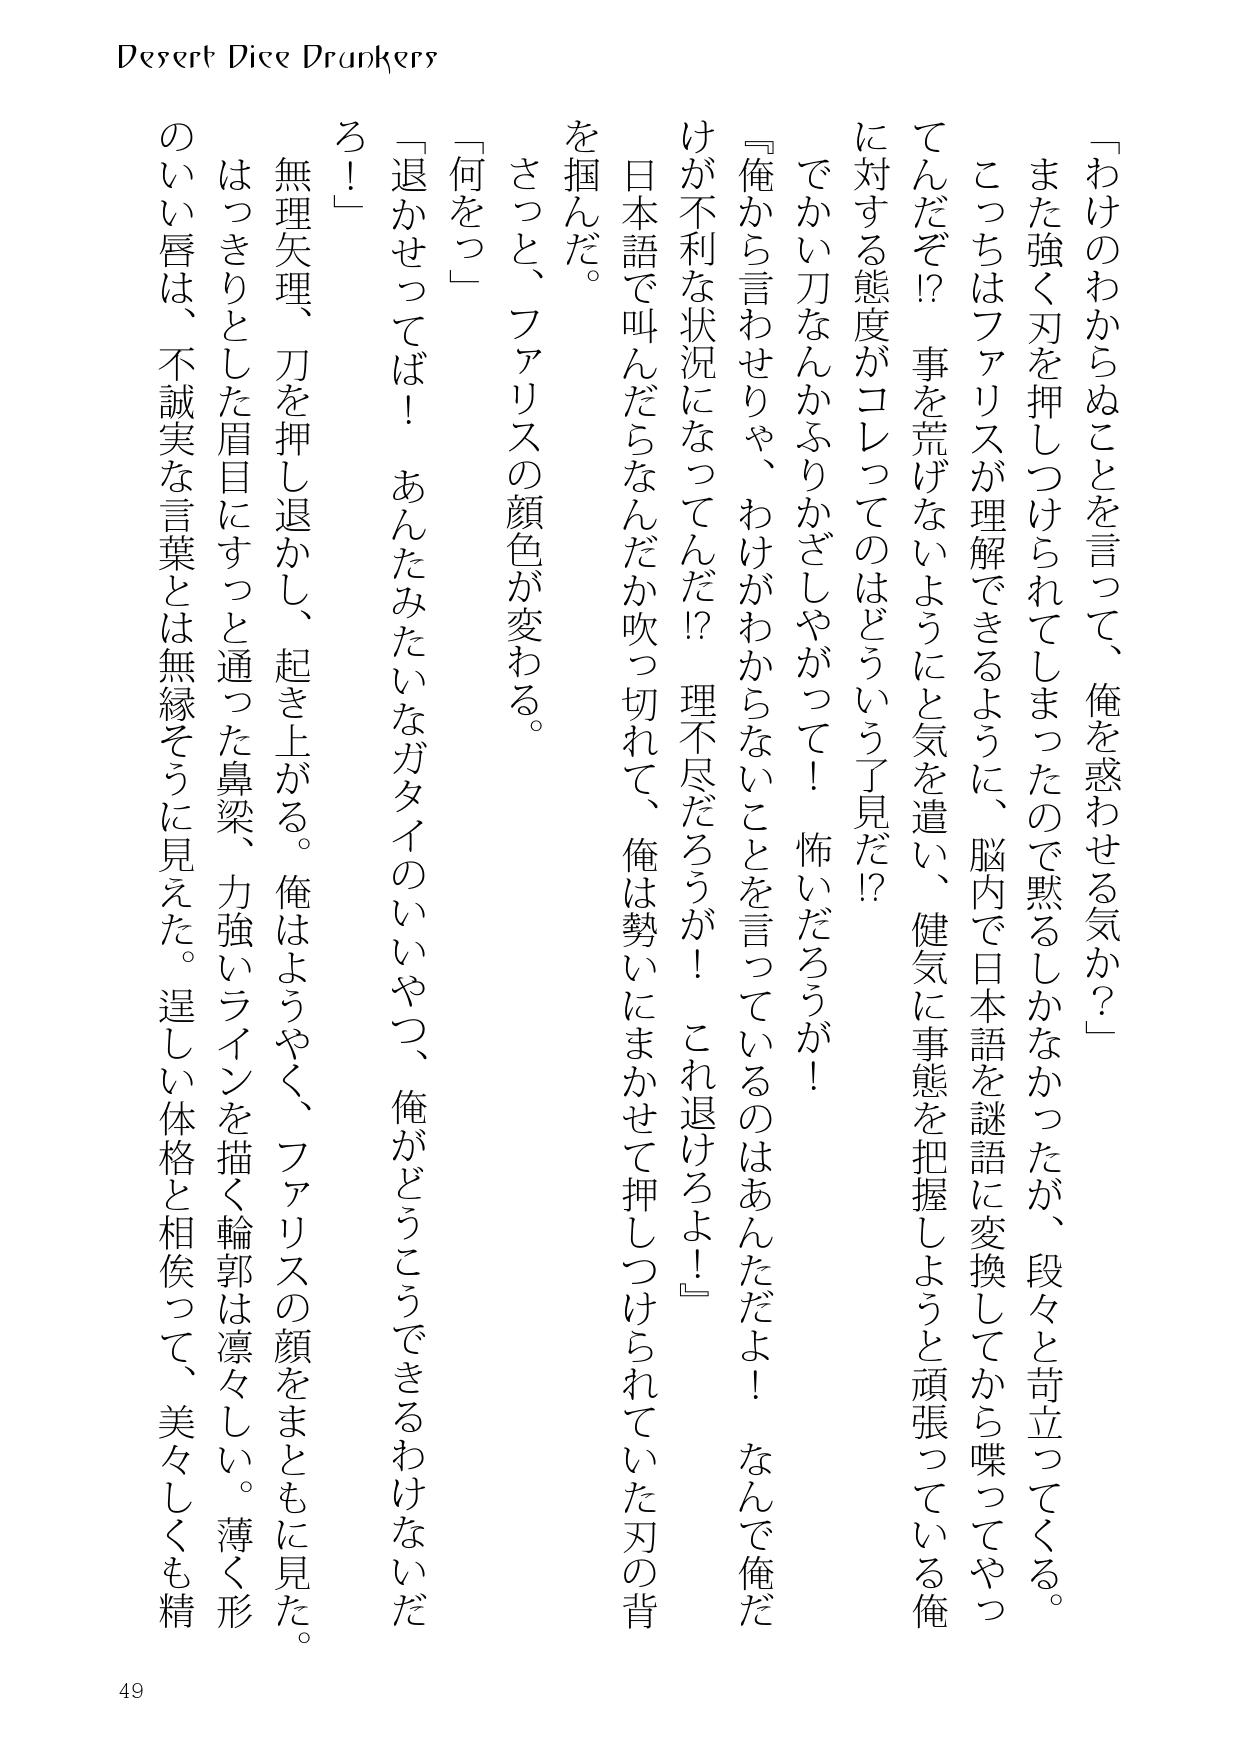 Desert Dice Drunkers
「わけのわからぬことを言って、俺を惑わせる気か？」
また強く刃を押しつけられてしまったので黙るしかなかったが、段々と苛立ってくる。
こっちはファリスが理解できるように、脳内で日本語を謎語に変換してから喋ってやっ
てんだぞ!?　事を荒げないようにと気を遣い、健気に事態を把握しようと頑張っている俺
に対する態度がコレってのはどういう了見だ!?
でかい刀なんかふりかざしやがって！　怖いだろうが！
『俺から言わせりゃ、わけがわからないことを言っているのはあんただよ！　なんで俺だ
けが不利な状況になってんだ!?　理不尽だろうが！　これ退けろよ！』
日本語で叫んだらなんだか吹っ切れて、俺は勢いにまかせて押しつけられていた刃の背
を掴んだ。
さっと、ファリスの顔色が変わる。
「何をっ」
「退かせってば！　あんたみたいなガタイのいいやつ、俺がどうこうできるわけないだ
ろ！」
無理矢理、刀を押し退かし、起き上がる。俺はようやく、ファリスの顔をまともに見た。
はっきりとした眉目にすっと通った鼻梁、力強いラインを描く輪郭は凛々しい。薄く形
のいい唇は、不誠実な言葉とは無縁そうに見えた。逞しい体格と相俟って、美々しくも精
49